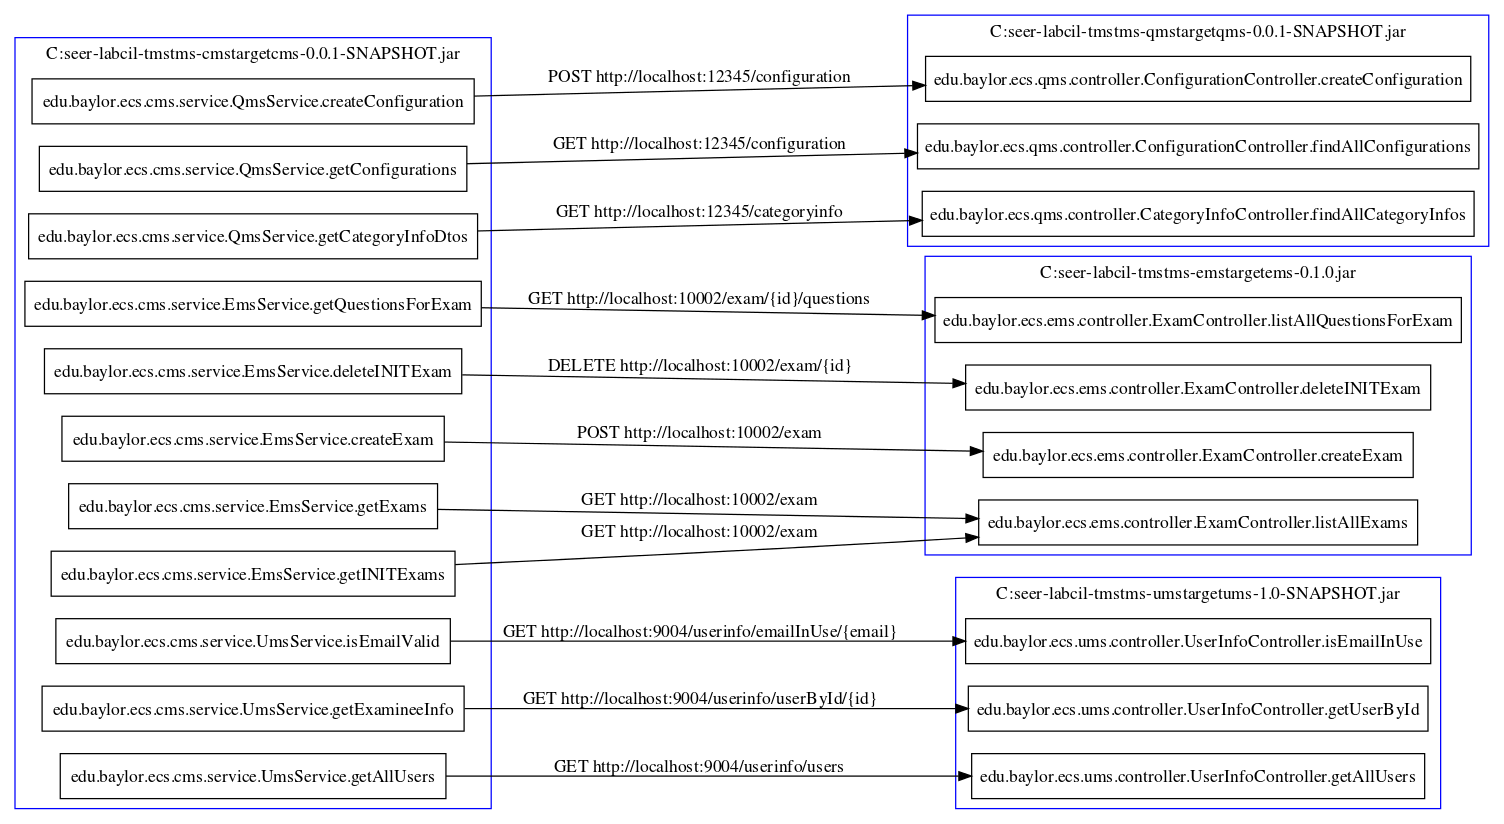 C:seer-labcil-tmstms-cmstargetcms-0.0.1-SNAPSHOT.jar
edu.baylor.ecs.cms.service.QmsService.createConfiguration
edu.baylor.ecs.cms.service.QmsService.getConfigurations
edu.baylor.ecs.cms.service.QmsService.getCategoryInfoDtos
edu.baylor.ecs.cms.service.EmsService.getQuestionsForExam
edu.baylor.ecs.cms.service.EmsService.deleteINITExam
edu.baylor.ecs.cms.service.EmsService.createExam
edu.baylor.ecs.cms.service.EmsService.getExams
edu.baylor.ecs.cms.service.EmsService.getINITExams
edu.baylor.ecs.cms.service.UmsService.isEmailValid
edu.baylor.ecs.cms.service.UmsService.getExamineeInfo
edu.baylor.ecs.cms.service.UmsService.getAllUsers
POST http://localhost:12345/configuration
GET http://localhost:12345/configuration
GET http://localhost:12345/categoryinfo
GET http://localhost:10002/exam/{id}/questions
DELETE http://localhost:10002/exam/{id}
POST http://localhost:10002/exam
GET http://localhost:10002/exam
GET http://localhost:10002/exam
GET http://localhost:9004/userinfo/emailInUse/{email}
GET http://localhost:9004/userinfo/userById/{id}
GET http://localhost:9004/userinfo/users
C:seer-labcil-tmstms-qmstargetqms-0.0.1-SNAPSHOT.jar
edu.baylor.ecs.qms.controller.ConfigurationController.createConfiguration
edu.baylor.ecs.qms.controller.ConfigurationController.findAllConfigurations
edu.baylor.ecs.qms.controller.CategoryInfoController.findAllCategoryInfos
C:seer-labcil-tmstms-emstargetems-0.1.0.jar
edu.baylor.ecs.ems.controller.ExamController.listAllQuestionsForExam
edu.baylor.ecs.ems.controller.ExamController.deleteINITExam
edu.baylor.ecs.ems.controller.ExamController.createExam
edu.baylor.ecs.ems.controller.ExamController.listAllExams
C:seer-labcil-tmstms-umstargetums-1.0-SNAPSHOT.jar
edu.baylor.ecs.ums.controller.UserInfoController.isEmailInUse
edu.baylor.ecs.ums.controller.UserInfoController.getUserById
edu.baylor.ecs.ums.controller.UserInfoController.getAllUsers